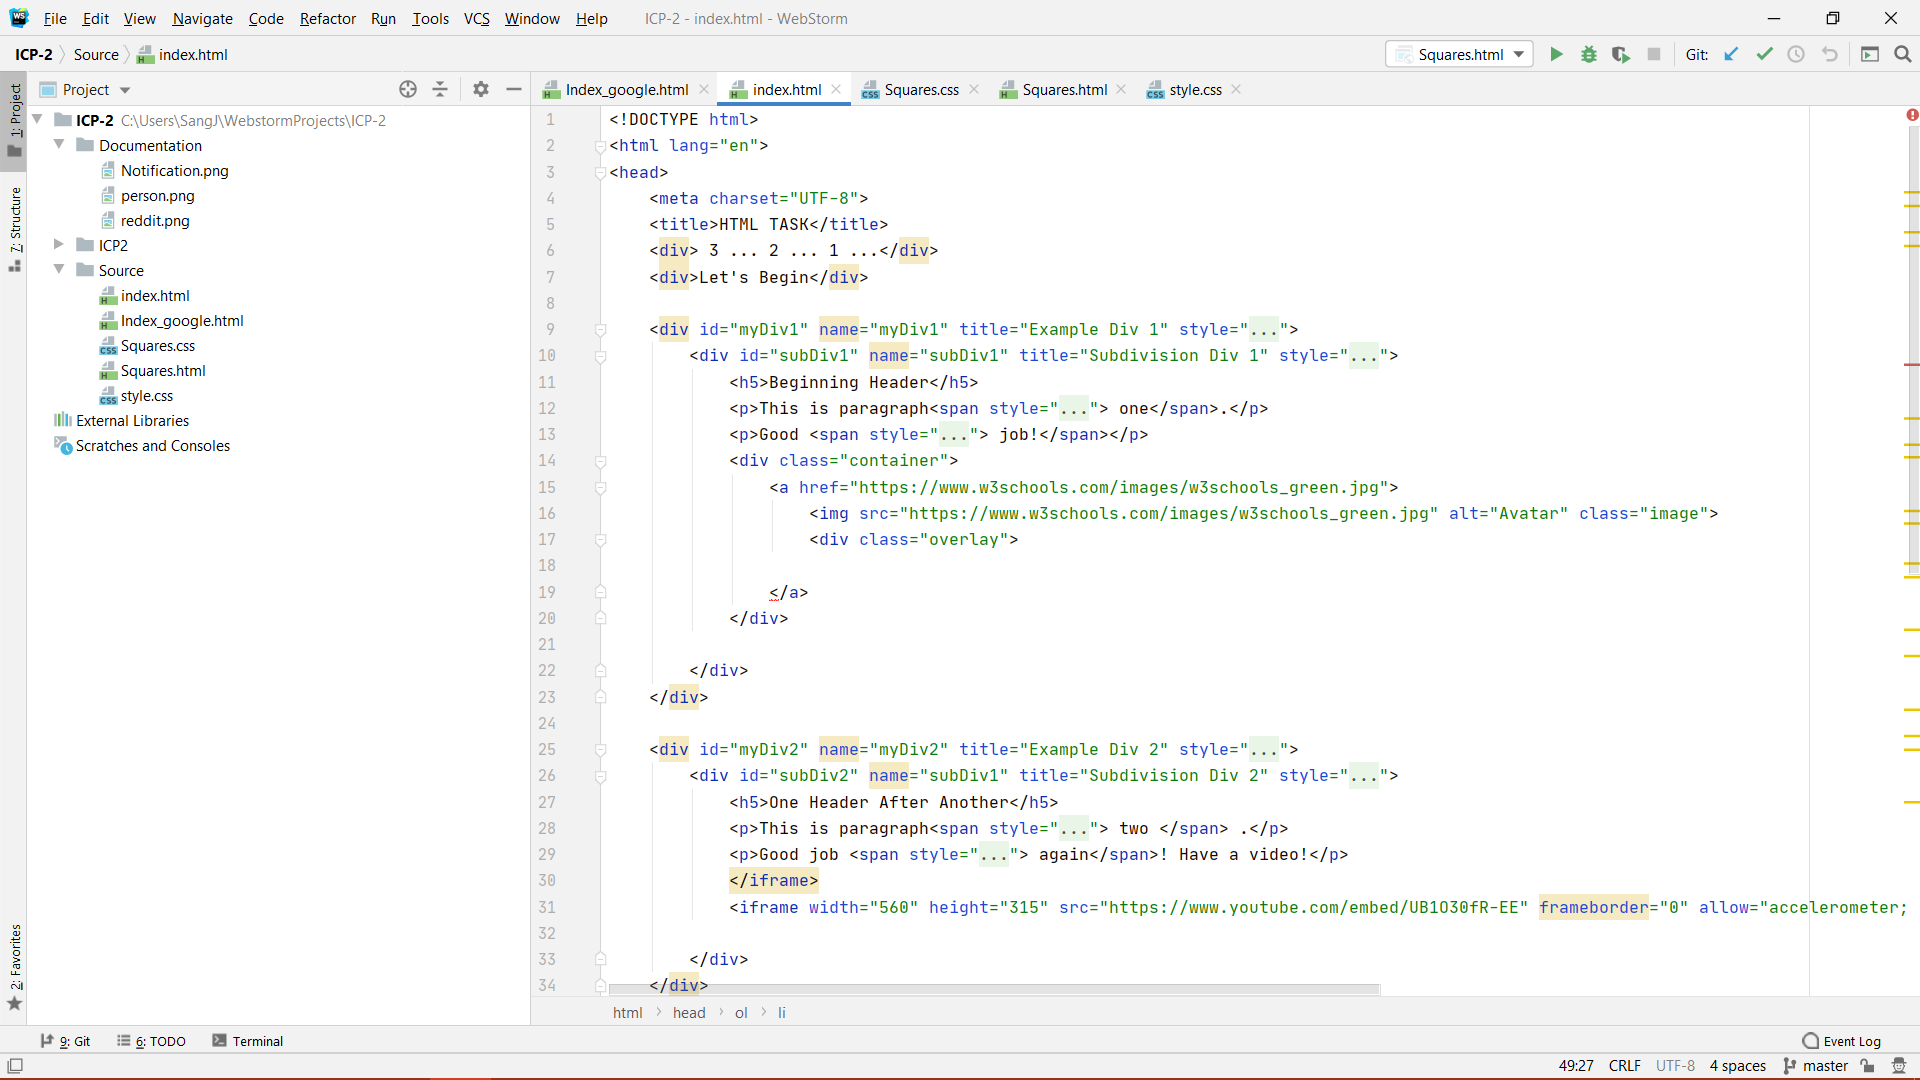 File Edit View Navigate Code Refactor Run Tools VCS Window Help ICP-2 - index.html - WebStorm
ICP-2 Source index.html Squares.html Git:
Project Index_google.html index.html Squares.css Squares.html style.css
1: Project
7: Structure
2: Favorites
ICP-2 C:\Users\SangJ\WebstormProjects\ICP-2
Documentation
Notification.png
person.png
reddit.png
ICP2
Source
index.html
Index_google.html
Squares.css
Squares.html
style.css
External Libraries
Scratches and Consoles
1 <!DOCTYPE html>
2 <html lang="en">
3 <head>
4 <meta charset="UTF-8">
5 <title>HTML TASK</title>
6 <div> 3 ... 2 ... 1 ...</div>
7 <div>Let's Begin</div>
8
9 <div id="myDiv1" name="myDiv1" title="Example Div 1" style="...">
10 <div id="subDiv1" name="subDiv1" title="Subdivision Div 1" style="...">
11 <h5>Beginning Header</h5>
12 <p>This is paragraph<span style="..."> one</span>.</p>
13 <p>Good <span style="..."> job!</span></p>
14 <div class="container">
15 <a href="https://www.w3schools.com/images/w3schools_green.jpg">
16 <img src="https://www.w3schools.com/images/w3schools_green.jpg" alt="Avatar" class="image">
17 <div class="overlay">
18
19 </a>
20 </div>
21
22 </div>
23 </div>
24
25 <div id="myDiv2" name="myDiv2" title="Example Div 2" style="...">
26 <div id="subDiv2" name="subDiv1" title="Subdivision Div 2" style="...">
27 <h5>One Header After Another</h5>
28 <p>This is paragraph<span style="..."> two </span> .</p>
29 <p>Good job <span style="..."> again</span>! Have a video!</p>
30 </iframe>
31 <iframe width="560" height="315" src="https://www.youtube.com/embed/UB1O30fR-EE" frameborder="0" allow="accelerometer;
32
33 </div>
34 </div>
html head ol li
9: Git 6: TODO Terminal Event Log
49:27 CRLF UTF-8 4 spaces master